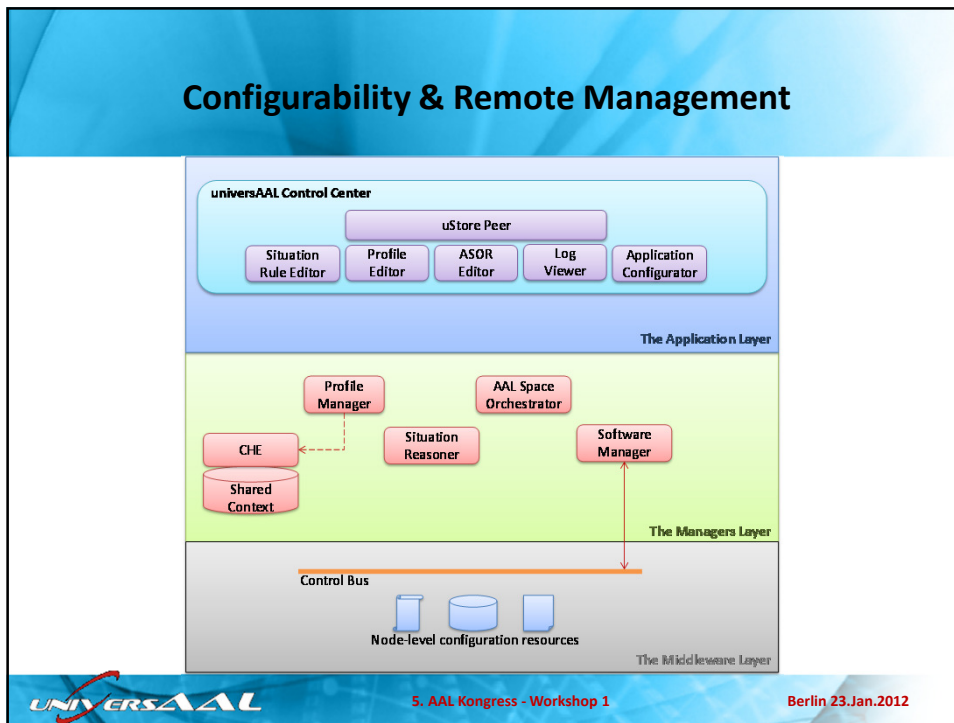 Configurability & Remote Management
universAAL Control Center
uStore Peer
Situation
Rule Editor
Profile
Editor
ASOR
Editor
Log
Viewer
Application
Configurator
The Application Layer
Profile
Manager
AAL Space
Orchestrator
CHE
Situation
Reasoner
Software
Manager
Shared
Context
The Managers Layer
Control Bus
Node-level configuration resources
The Middleware Layer
UNIVERSAAL
5. AAL Kongress - Workshop 1
Berlin 23.Jan.2012